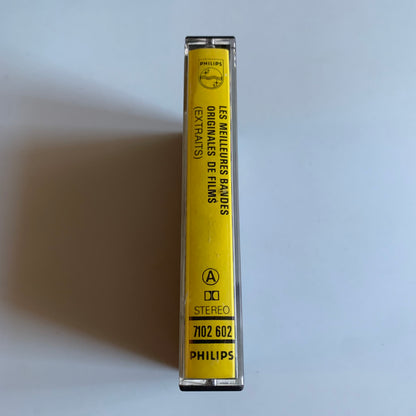 PHILIPS
LES MEILLEURES BANDES
ORIGINALES DE FILMS
(EXTRAITS)
A
STEREO
7102 602
PHILIPS